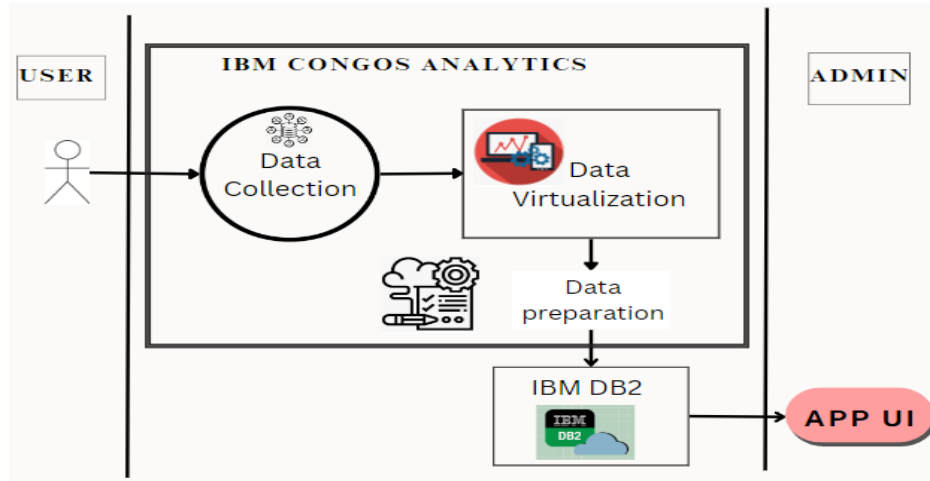 USER
IBM CONGOS ANALYTICS
ADMIN
Data
Collection
Data
Virtualization
Data
preparation
IBM DB2
IBM
DB2
APP UI